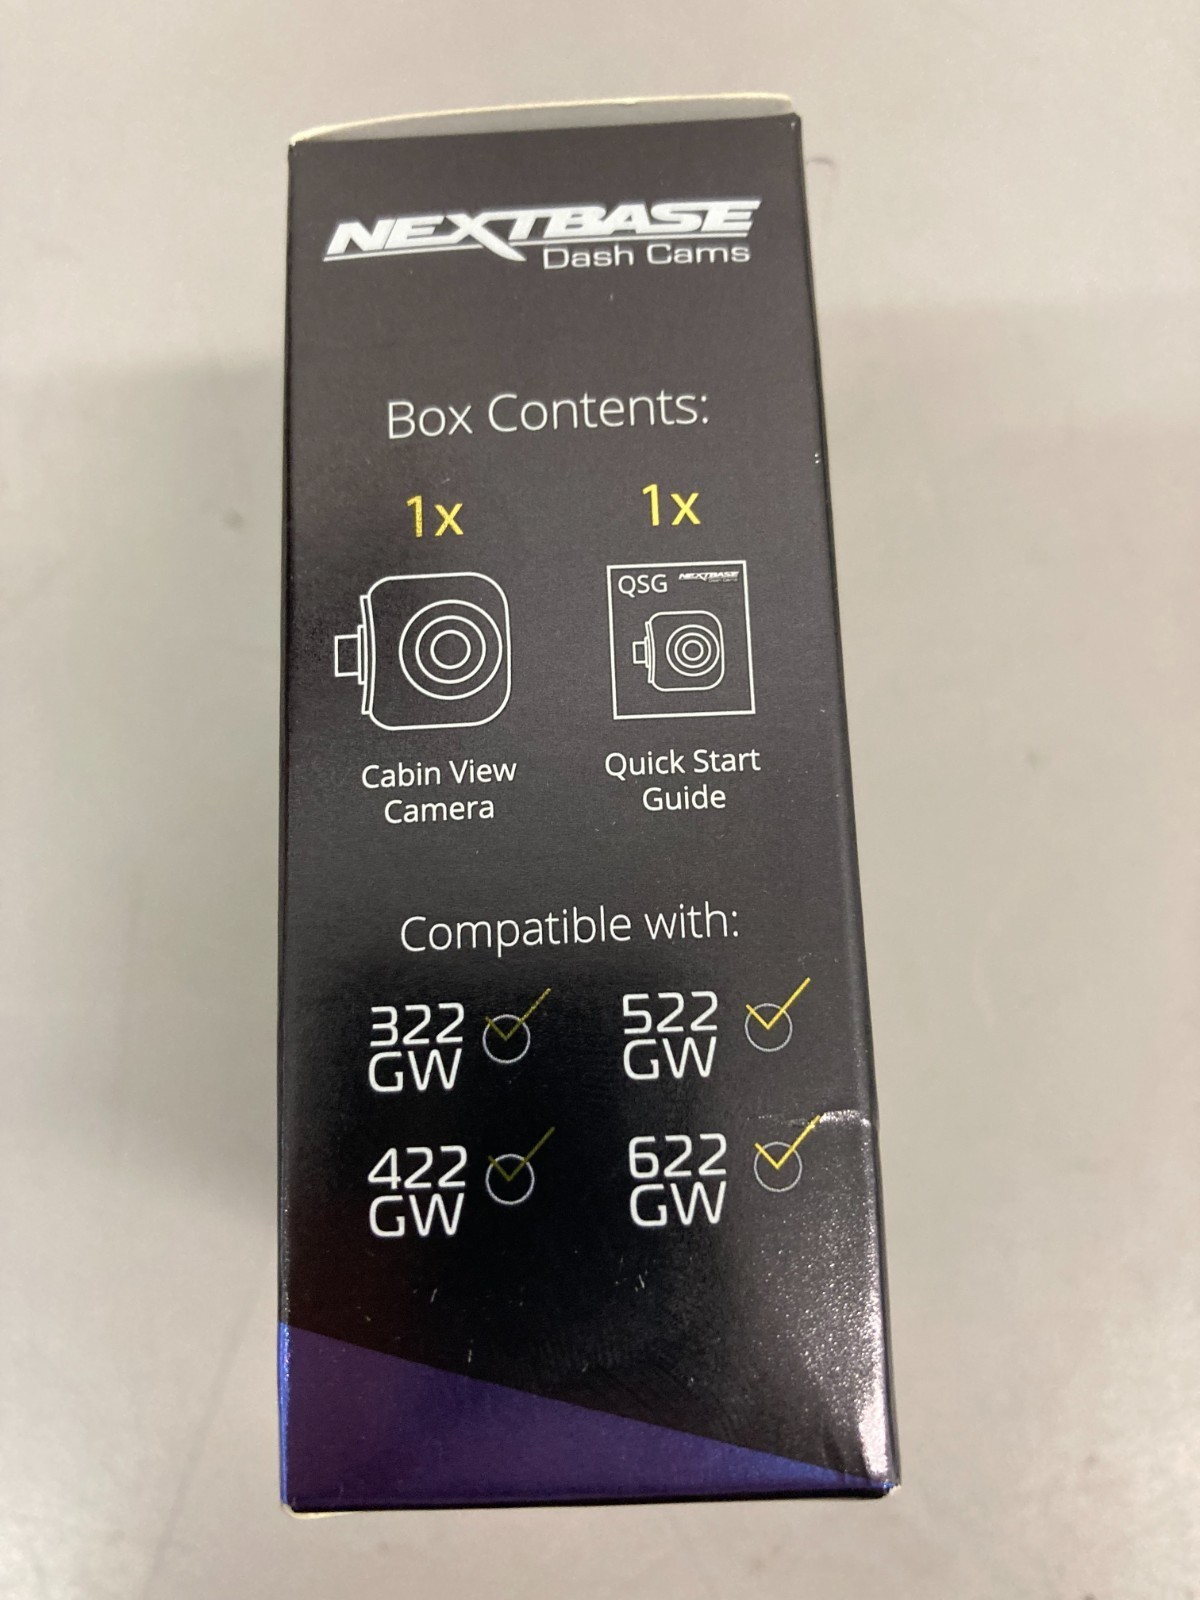 NEXTBASE
Dash Cams
Box Contents:
1x
1x
QSG NEXTBASE
Cabin View
Camera
Quick Start
Guide
Compatible with:
322
GW
522
GW
422
GW
622
GW